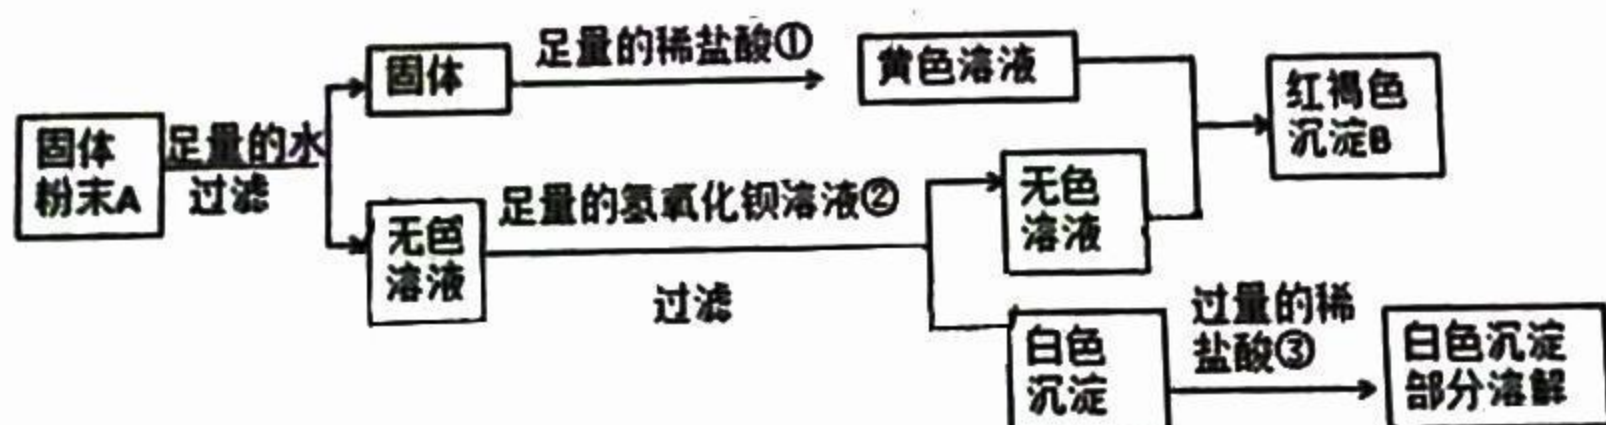 固体
粉末A
足量的水
过滤
固体
足量的稀盐酸①
黄色溶液
红褐色
沉淀B
无色
溶液
足量的氢氧化钡溶液②
过滤
无色
溶液
白色
沉淀
过量的稀
盐酸③
白色沉淀
部分溶解